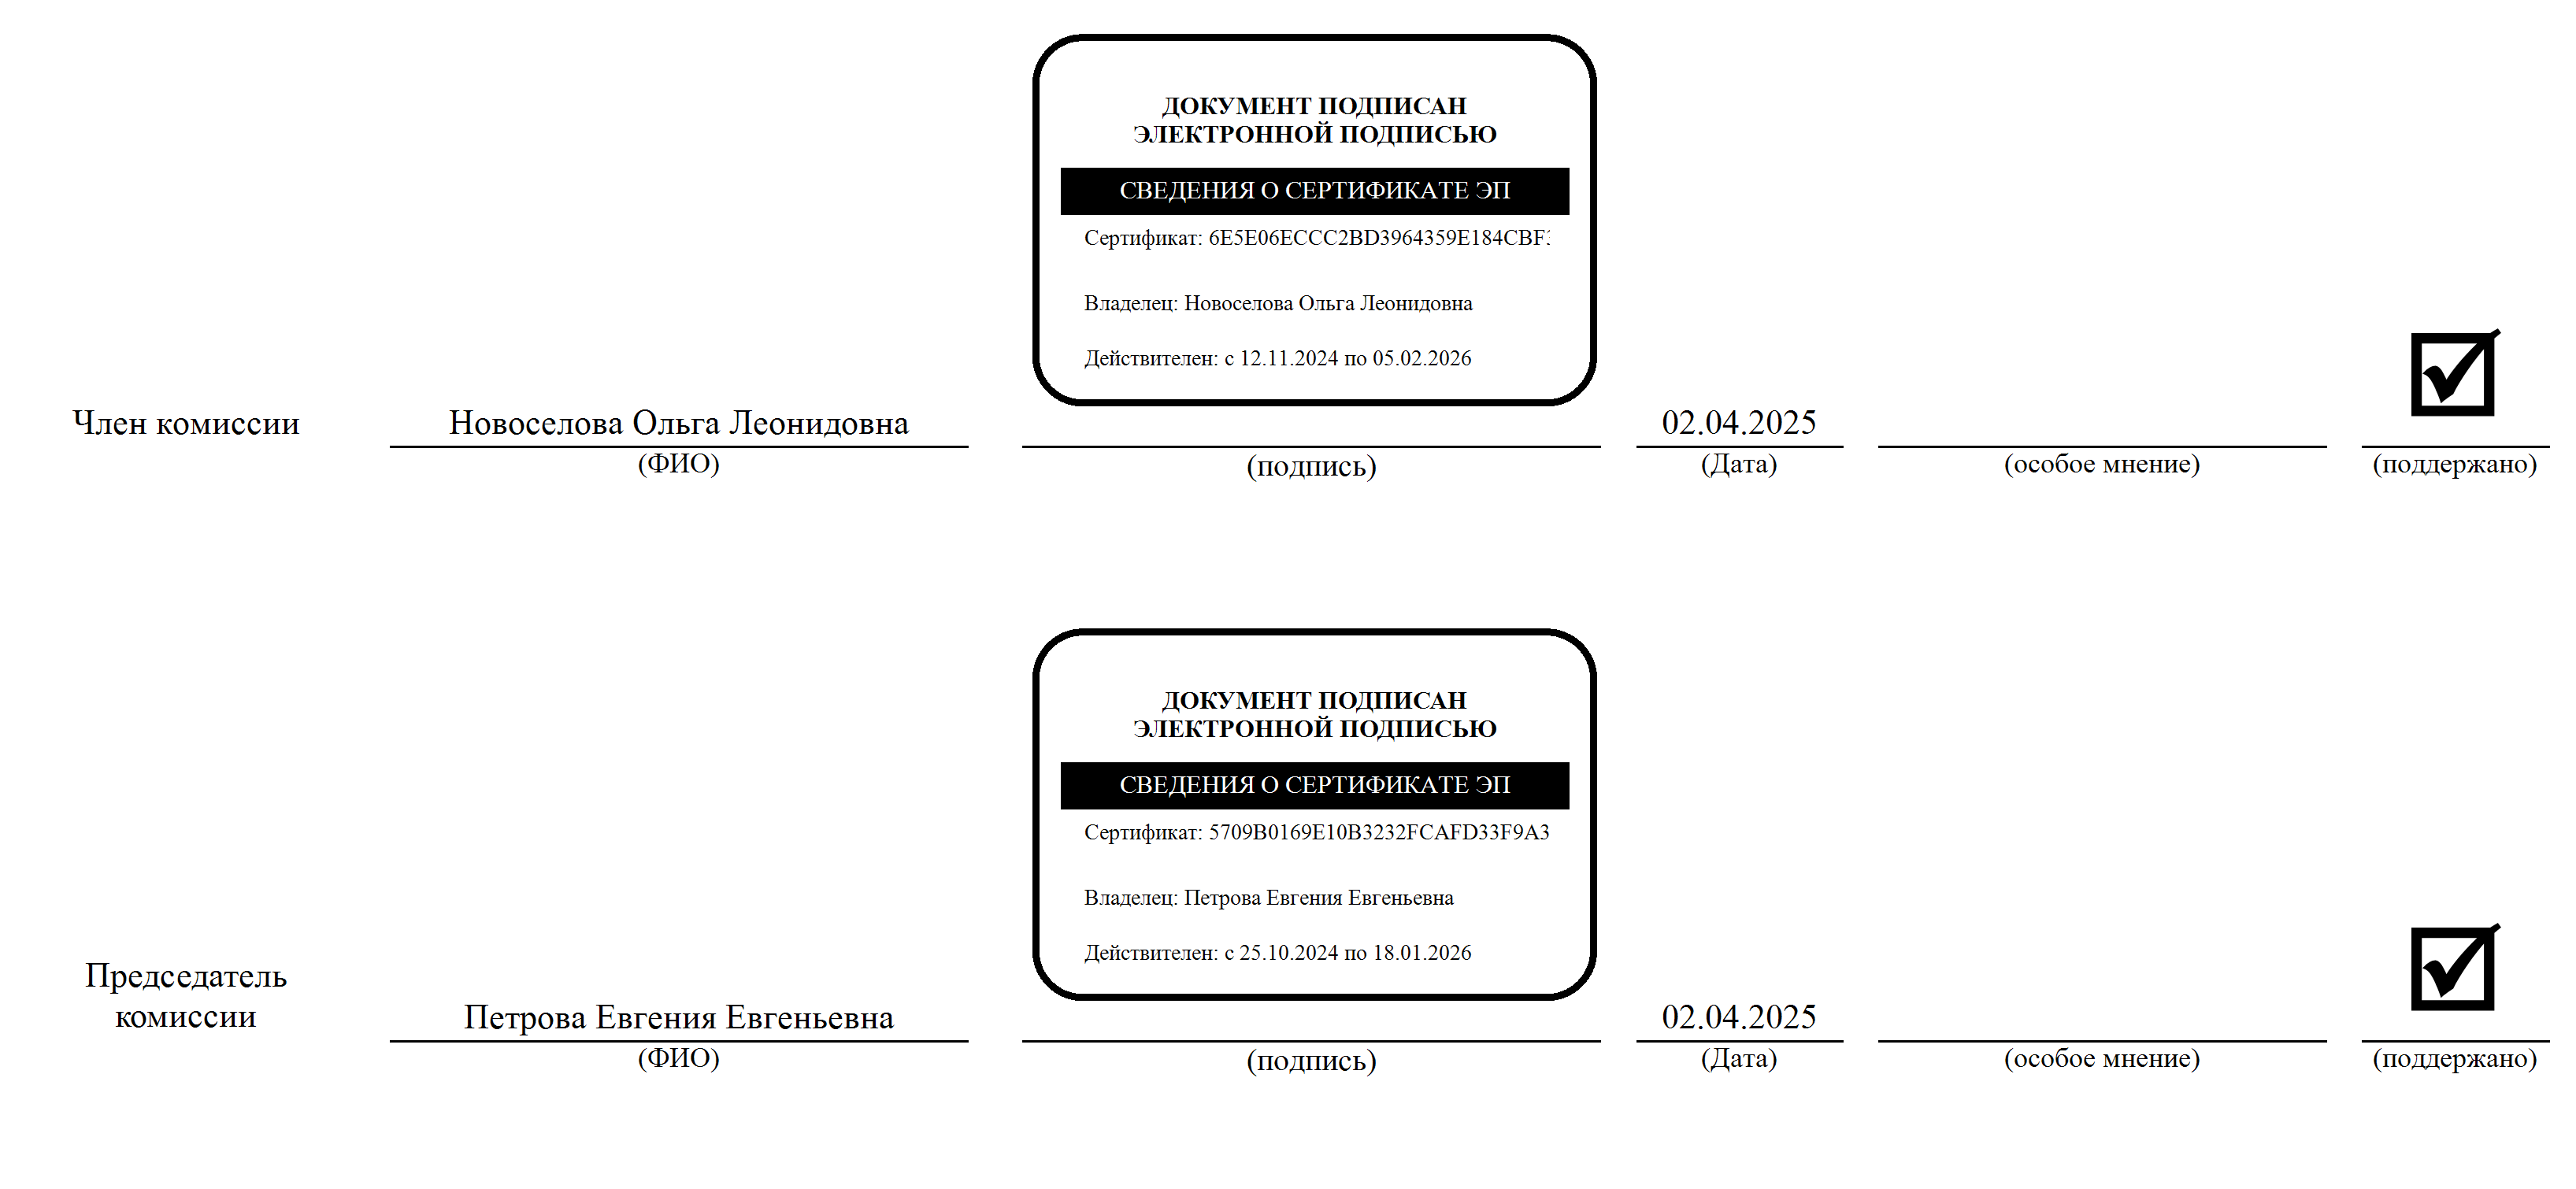 ДОКУМЕНТ ПОДПИСАН
ЭЛЕКТРОННОЙ ПОДПИСЬЮ
СВЕДЕНИЯ О СЕРТИФИКАТЕ ЭП
Сертификат: 6E5E06ECCC2BD3964359E184CBF
Владелец: Новоселова Ольга Леонидовна
Действителен: с 12.11.2024 по 05.02.2026
Член комиссии Новоселова Ольга Леонидовна 02.04.2025
(ФИО) (подпись) (Дата) (особое мнение) (поддержано)
ДОКУМЕНТ ПОДПИСАН
ЭЛЕКТРОННОЙ ПОДПИСЬЮ
СВЕДЕНИЯ О СЕРТИФИКАТЕ ЭП
Сертификат: 5709B0169E10B3232FCAFD33F9A3
Владелец: Петрова Евгения Евгеньевна
Действителен: с 25.10.2024 по 18.01.2026
Председатель
комиссии Петрова Евгения Евгеньевна 02.04.2025
(ФИО) (подпись) (Дата) (особое мнение) (поддержано)